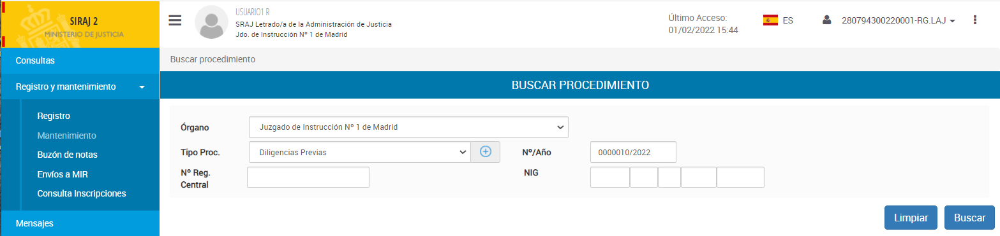 SIRAJ 2
MINISTERIO DE JUSTICIA
USUARIO1 R
SRAJ Letrado/a de la Administración de Justicia
Jdo. de Instrucción Nº 1 de Madrid
Último Acceso:
01/02/2022 15:44
ES
280794300220001-RG.LAJ
Consultas
Registro y mantenimiento
Registro
Mantenimiento
Buzón de notas
Envíos a MIR
Consulta Inscripciones
Mensajes
Buscar procedimiento
BUSCAR PROCEDIMIENTO
Órgano
Juzgado de Instrucción Nº 1 de Madrid
Tipo Proc.
Diligencias Previas
Nº/Año
0000010/2022
Nº Reg.
Central
NIG
Limpiar
Buscar